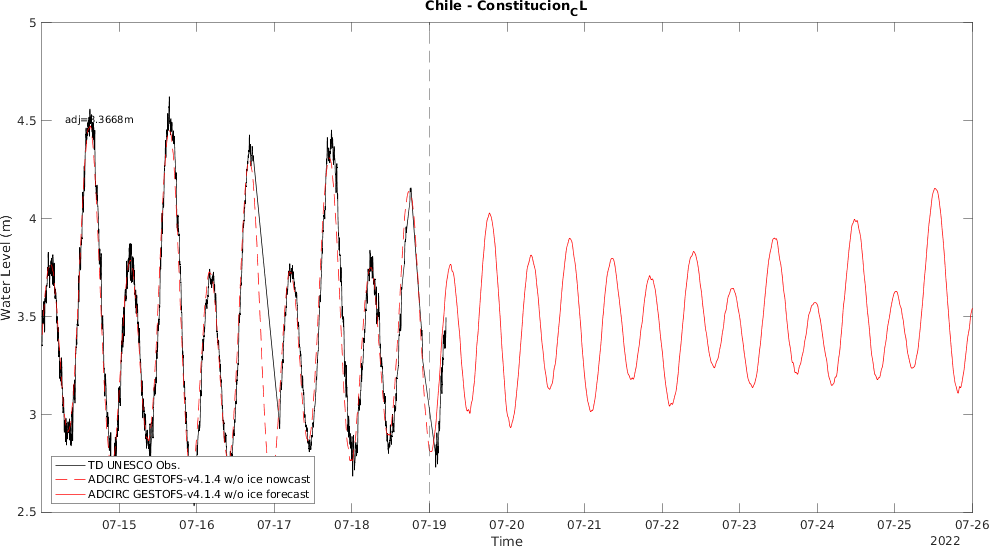 Chile - Constitucion_CL
5
4.5
4
3.5
3
2.5
Water Level (m)
adj=3.3668m
TD UNESCO Obs.
ADCIRC GESTOFS-v4.1.4 w/o ice nowcast
ADCIRC GESTOFS-v4.1.4 w/o ice forecast
07-15 07-16 07-17 07-18 07-19 07-20 07-21 07-22 07-23 07-24 07-25 07-26
Time
2022